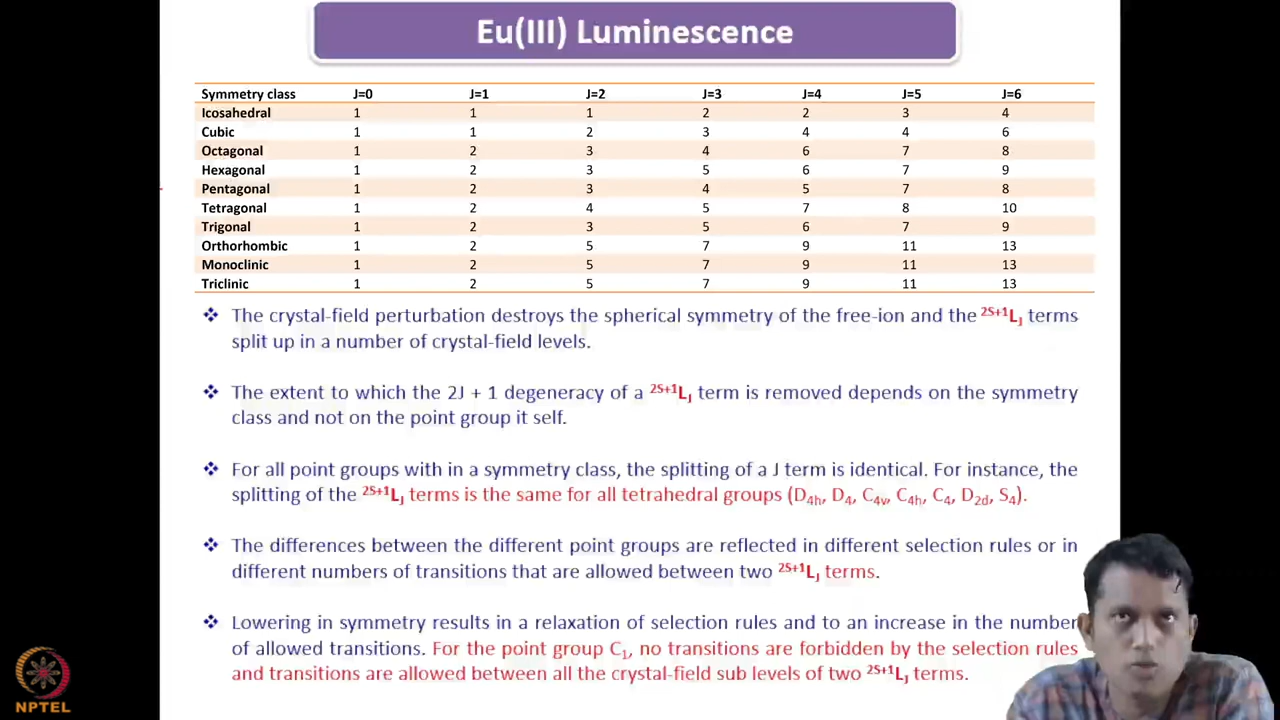 Eu(III) Luminescence
Symmetry class J=0 J=1 J=2 J=3 J=4 J=5 J=6
Icosahedral 1 1 1 2 2 3 4
Cubic 1 1 2 3 4 4 6
Octagonal 1 2 3 4 6 7 8
Hexagonal 1 2 3 5 6 7 9
Pentagonal 1 2 3 4 5 7 8
Tetragonal 1 2 4 5 7 8 10
Trigonal 1 2 3 5 6 7 9
Orthorhombic 1 2 5 7 9 11 13
Monoclinic 1 2 5 7 9 11 13
Triclinic 1 2 5 7 9 11 13
❖ The crystal-field perturbation destroys the spherical symmetry of the free-ion and the ²ˢ⁺¹L_J terms
split up in a number of crystal-field levels.
❖ The extent to which the 2J + 1 degeneracy of a ²ˢ⁺¹L_J term is removed depends on the symmetry
class and not on the point group it self.
❖ For all point groups with in a symmetry class, the splitting of a J term is identical. For instance, the
splitting of the ²ˢ⁺¹L_J terms is the same for all tetrahedral groups (D₄h, D₄, C₄v, C₄h, C₄, D₂d, S₄).
❖ The differences between the different point groups are reflected in different selection rules or in
different numbers of transitions that are allowed between two ²ˢ⁺¹L_J terms.
❖ Lowering in symmetry results in a relaxation of selection rules and to an increase in the number
of allowed transitions. For the point group C₁, no transitions are forbidden by the selection rules
and transitions are allowed between all the crystal-field sub levels of two ²ˢ⁺¹L_J terms.
NPTEL